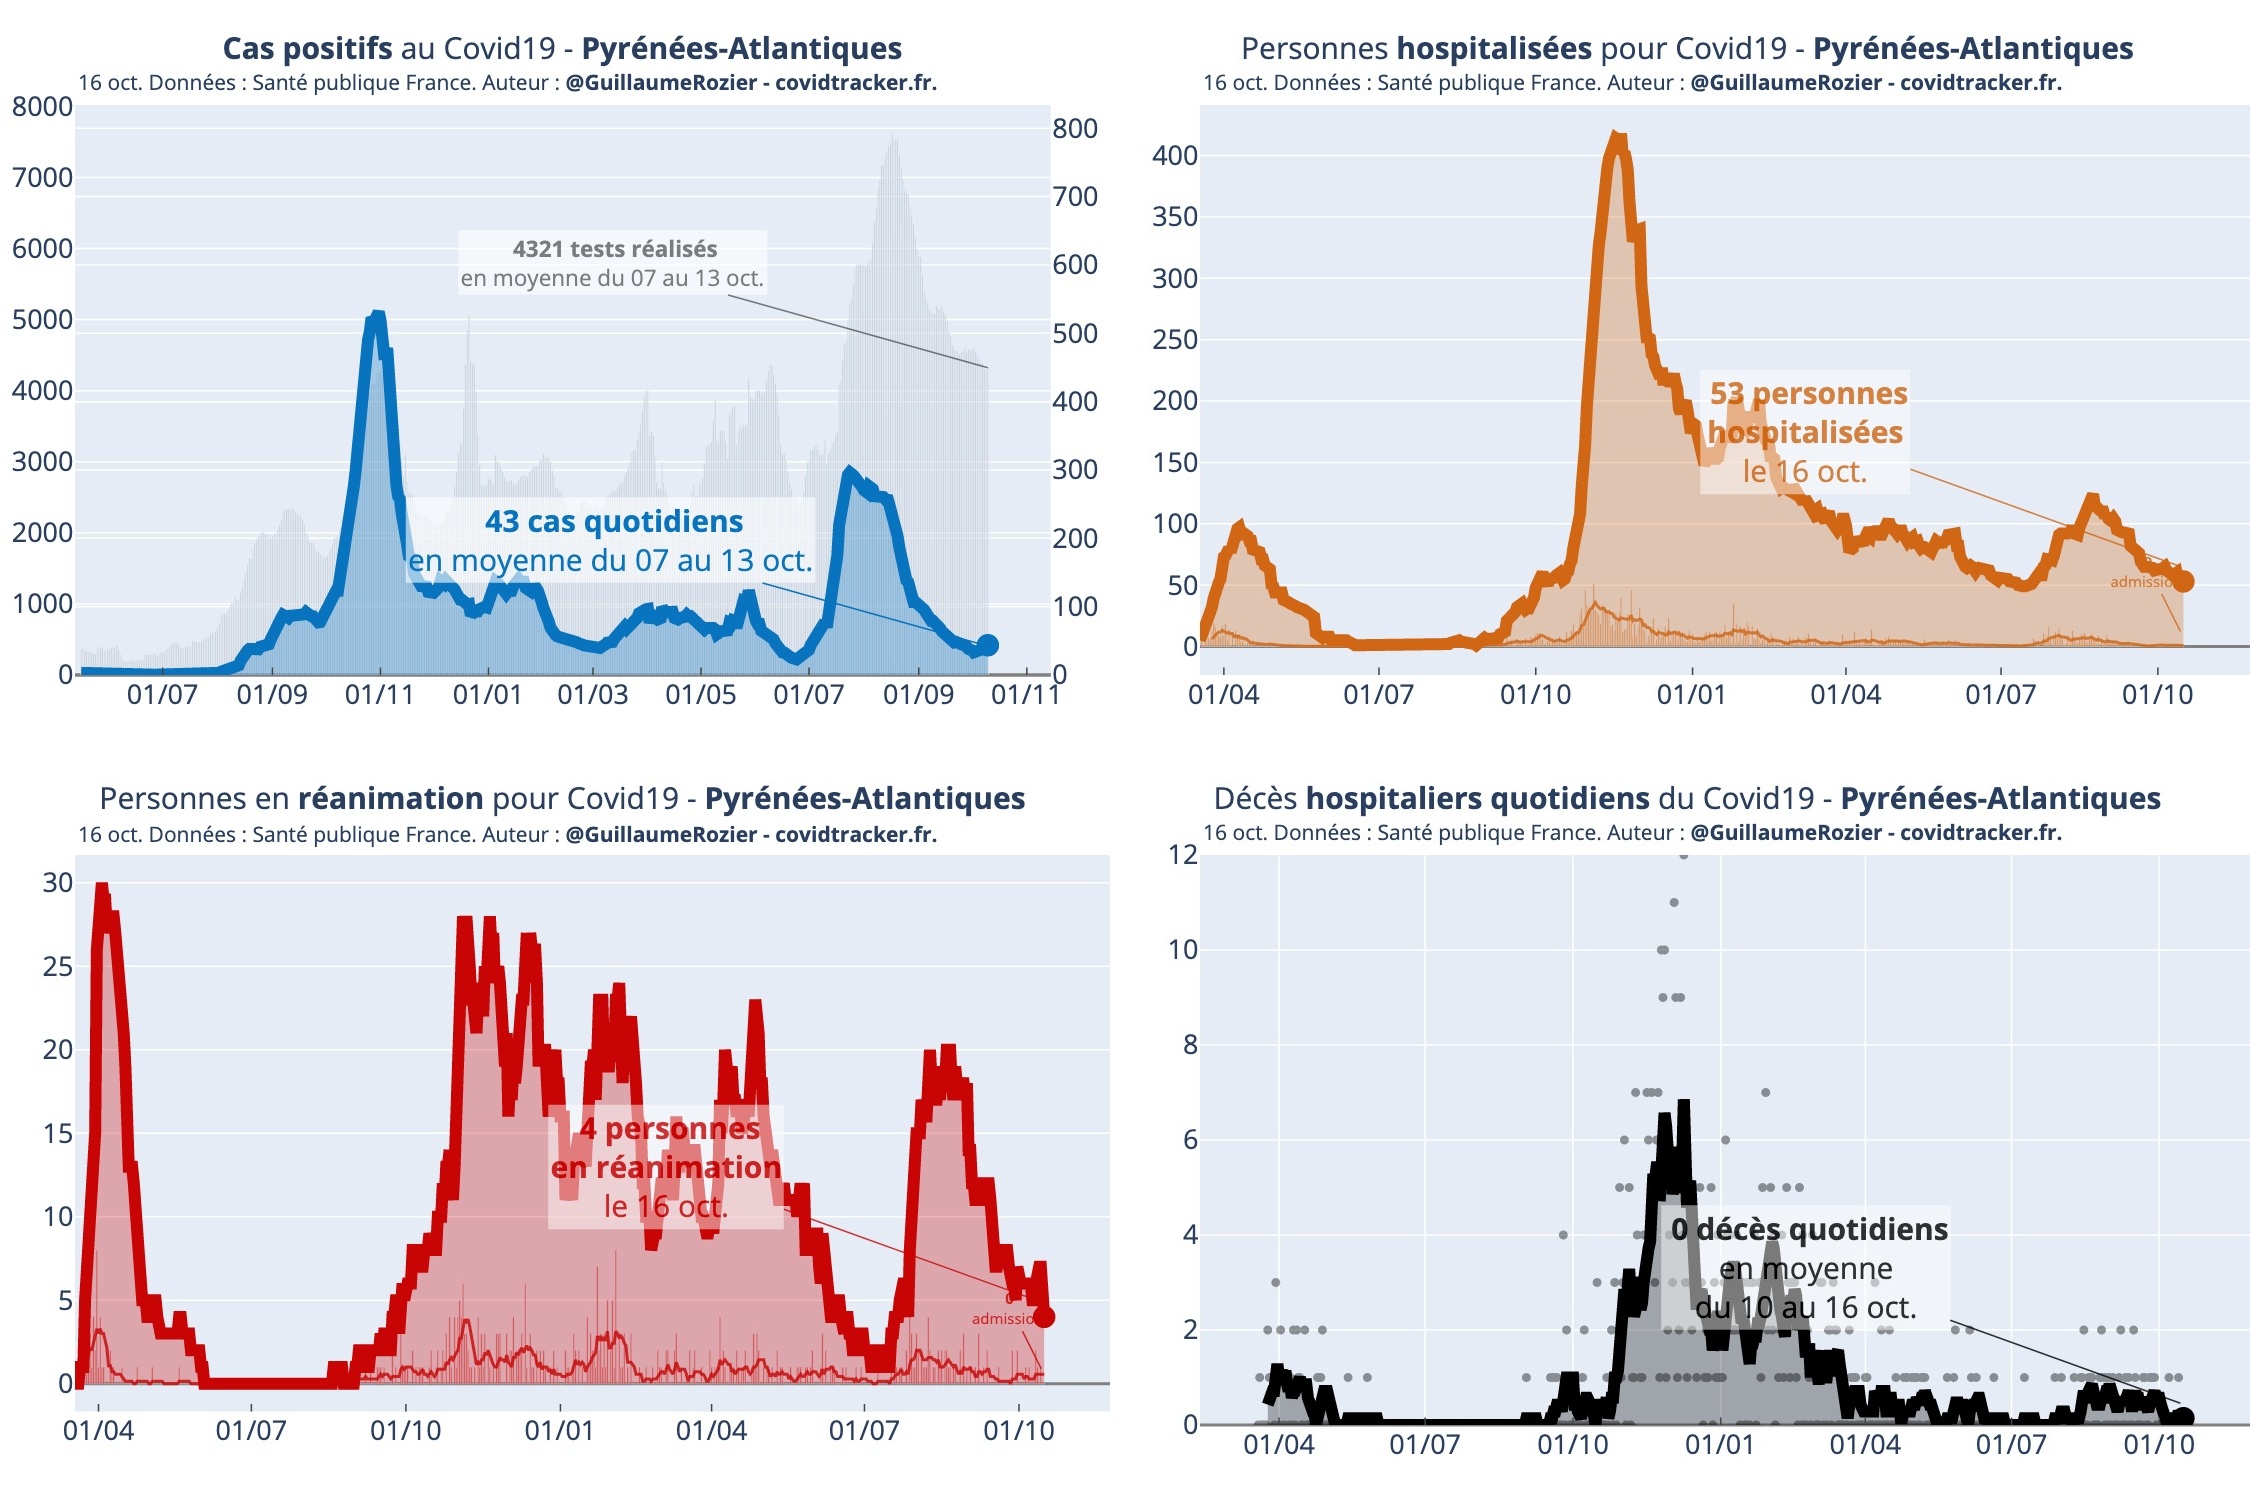 Cas positifs au Covid19 - Pyrénées-Atlantiques
16 oct. Données : Santé publique France. Auteur : @GuillaumeRozier - covidtracker.fr.
8000
7000
6000
5000
4000
3000
2000
1000
0
800
700
600
500
400
300
200
100
0
4321 tests réalisés
en moyenne du 07 au 13 oct.
43 cas quotidiens
en moyenne du 07 au 13 oct.
01/07 01/09 01/11 01/01 01/03 01/05 01/07 01/09 01/11
Personnes hospitalisées pour Covid19 - Pyrénées-Atlantiques
16 oct. Données : Santé publique France. Auteur : @GuillaumeRozier - covidtracker.fr.
400
350
300
250
200
150
100
50
0
53 personnes
hospitalisées
le 16 oct.
01/04 01/07 01/10 01/01 01/04 01/07 01/10
Personnes en réanimation pour Covid19 - Pyrénées-Atlantiques
16 oct. Données : Santé publique France. Auteur : @GuillaumeRozier - covidtracker.fr.
30
25
20
15
10
5
0
4 personnes
en réanimation
le 16 oct.
01/04 01/07 01/10 01/01 01/04 01/07 01/10
Décès hospitaliers quotidiens du Covid19 - Pyrénées-Atlantiques
16 oct. Données : Santé publique France. Auteur : @GuillaumeRozier - covidtracker.fr.
12
10
8
6
4
2
0
0 décès quotidiens
en moyenne
du 10 au 16 oct.
01/04 01/07 01/10 01/01 01/04 01/07 01/10